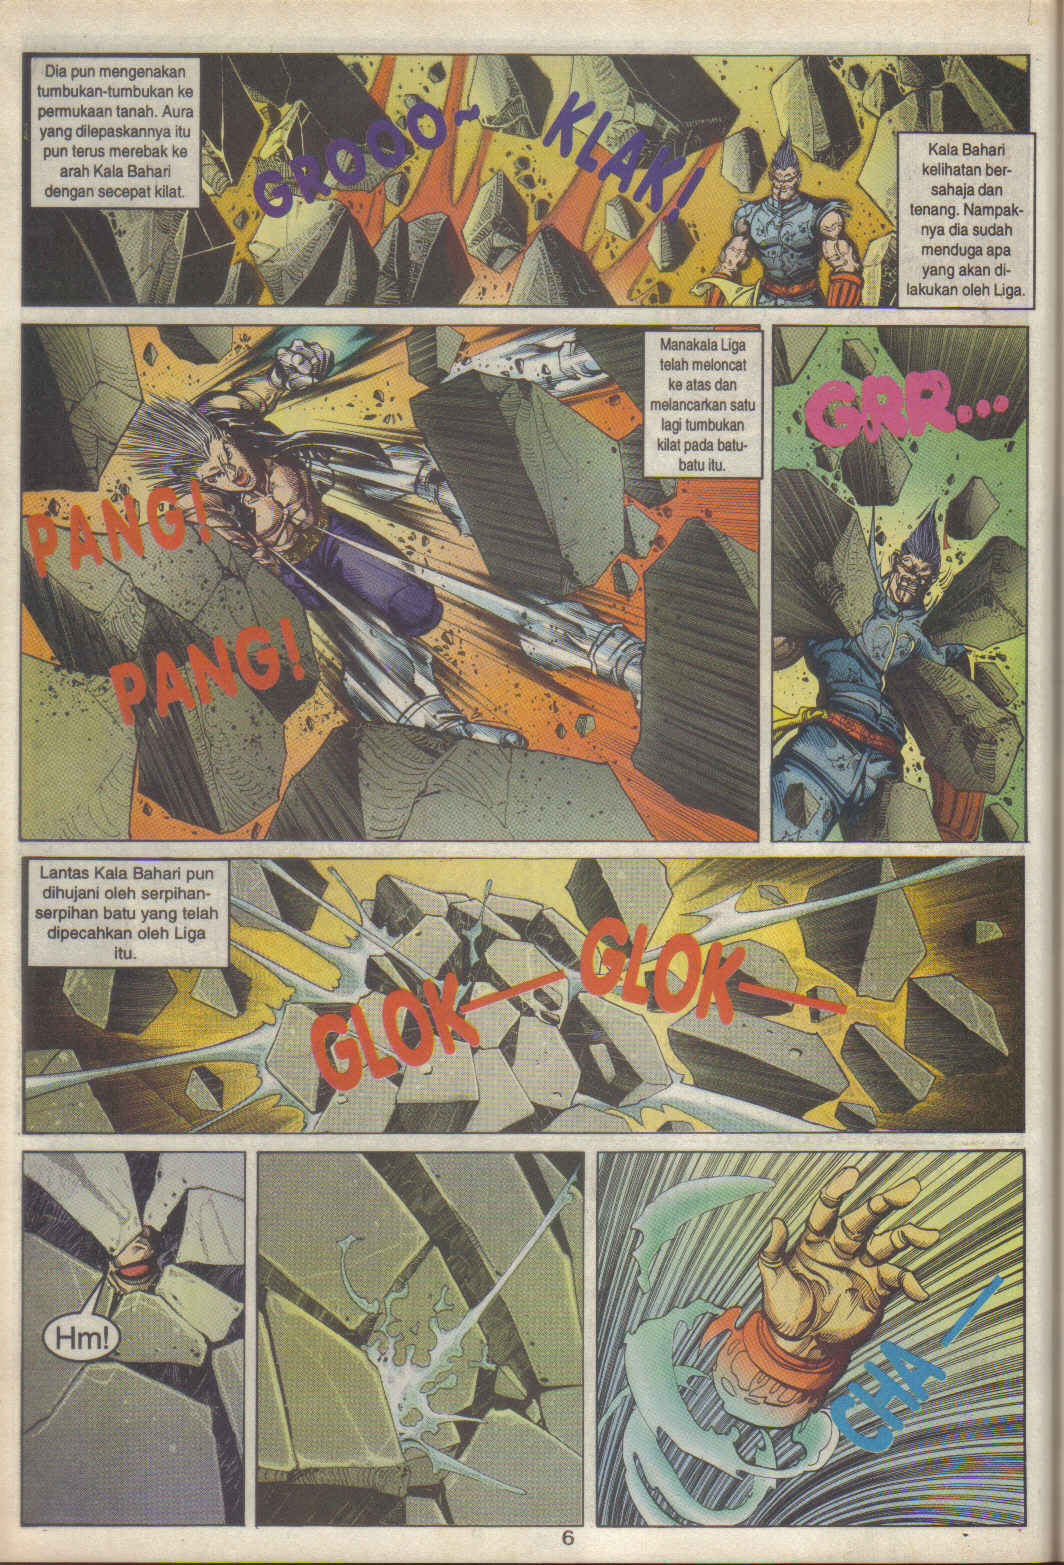 Dia pun mengenakan
tumbukan-tumbukan ke
permukaan tanah. Aura
yang dilepaskannya itu
pun terus merebak ke
arah Kala Bahari
dengan secepat kilat.
GROOO~ KLAK!
Kala Bahari
kelihatan ber-
sahaja dan
tenang. Nampak-
nya dia sudah
menduga apa
yang akan di-
lakukan oleh Liga.
Manakala Liga
telah meloncat
ke atas dan
melancarkan satu
lagi tumbukan
kilat pada batu-
batu itu.
PANG!
PANG!
GRR...
Lantas Kala Bahari pun
dihujani oleh serpihan-
serpihan batu yang telah
dipecahkan oleh Liga
itu.
GLOK— GLOK—
Hm!
CHA—
6